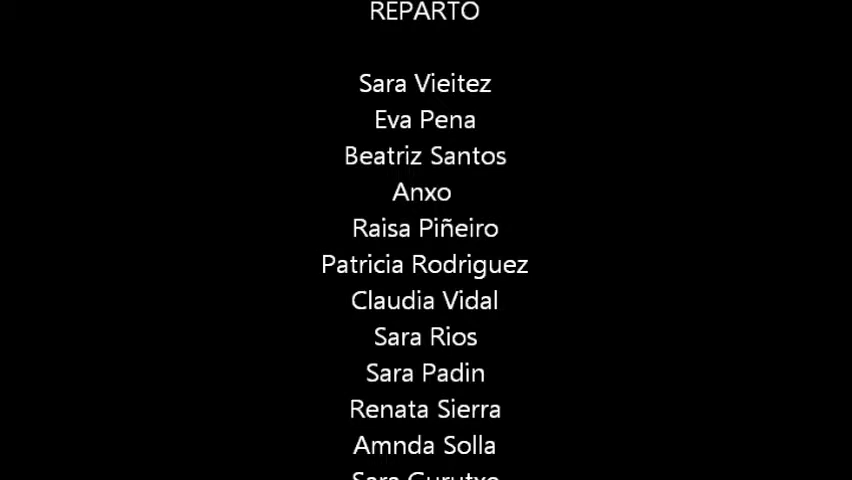 REPARTO
Sara Vieitez
Eva Pena
Beatriz Santos
Anxo
Raisa Piñeiro
Patricia Rodriguez
Claudia Vidal
Sara Rios
Sara Padin
Renata Sierra
Amnda Solla
Sara